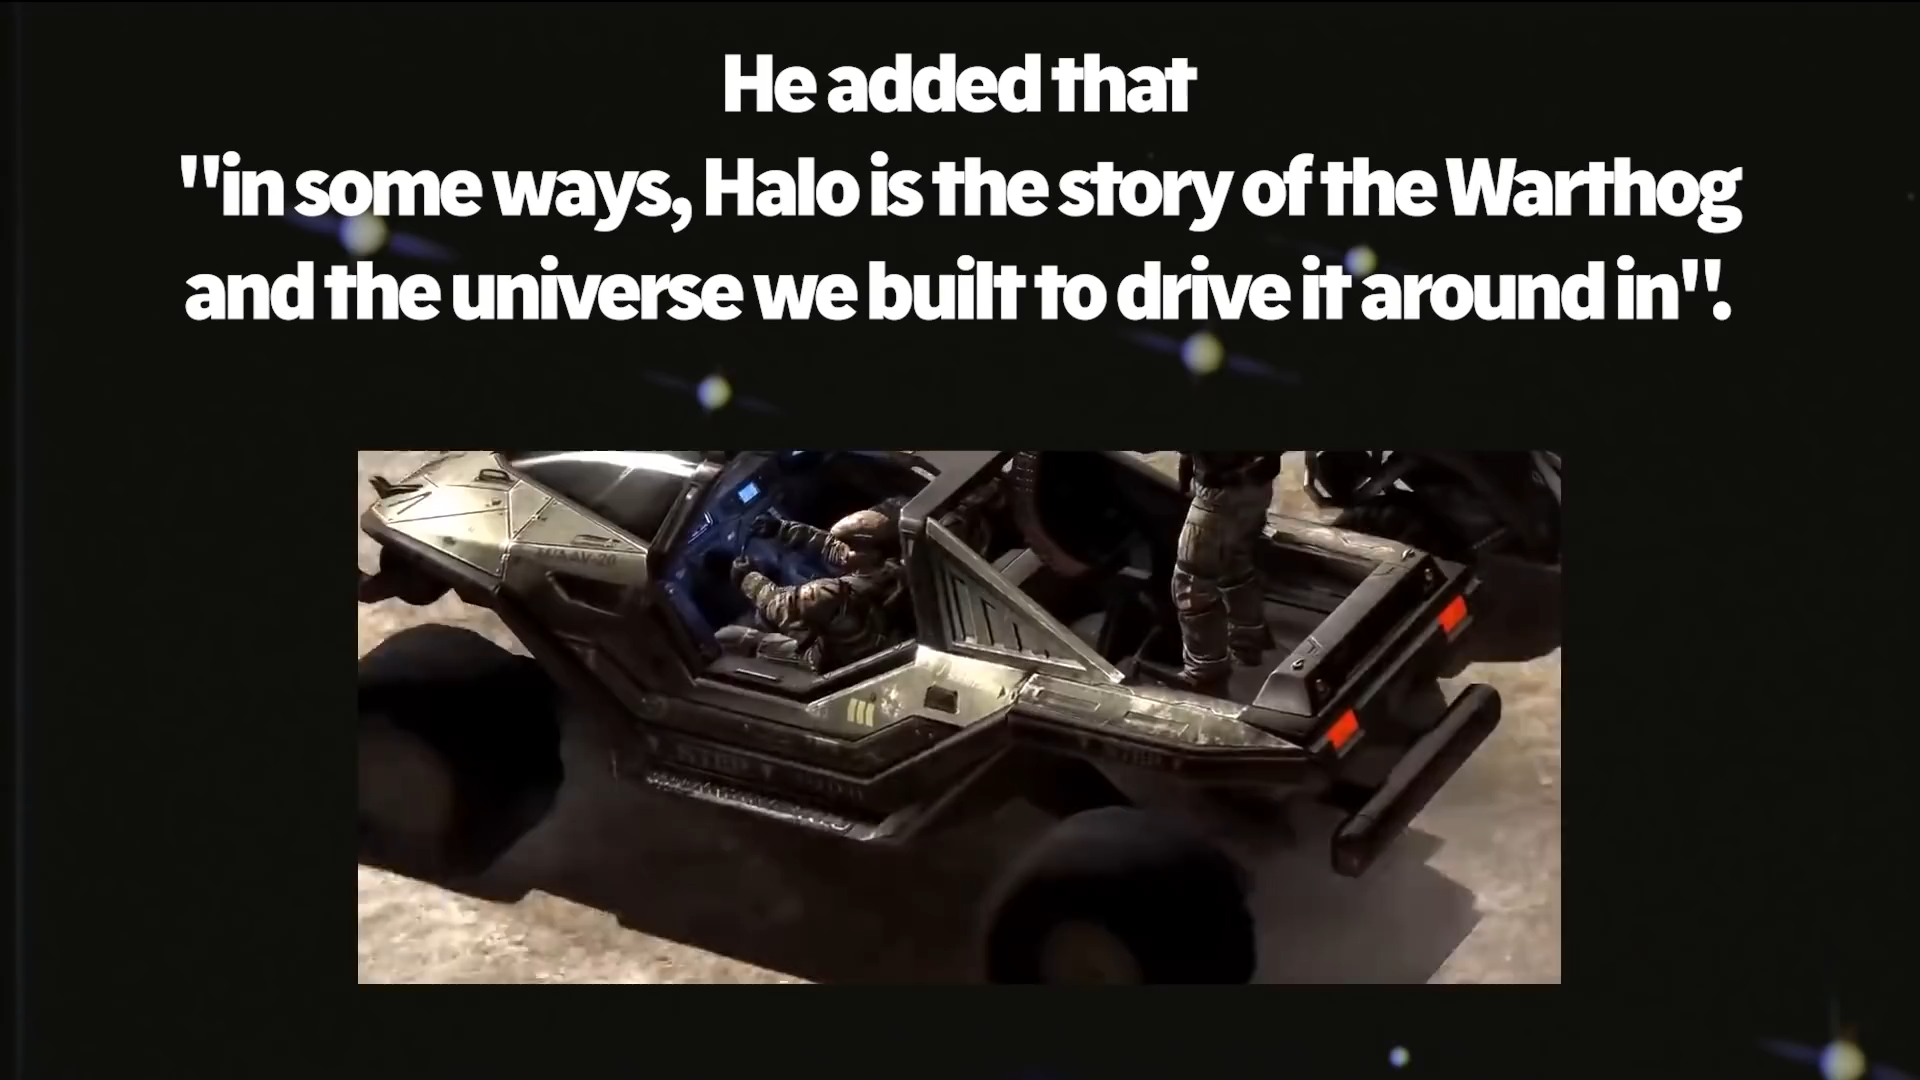 He added that
"in some ways, Halo is the story of the Warthog
and the universe we built to drive it around in".